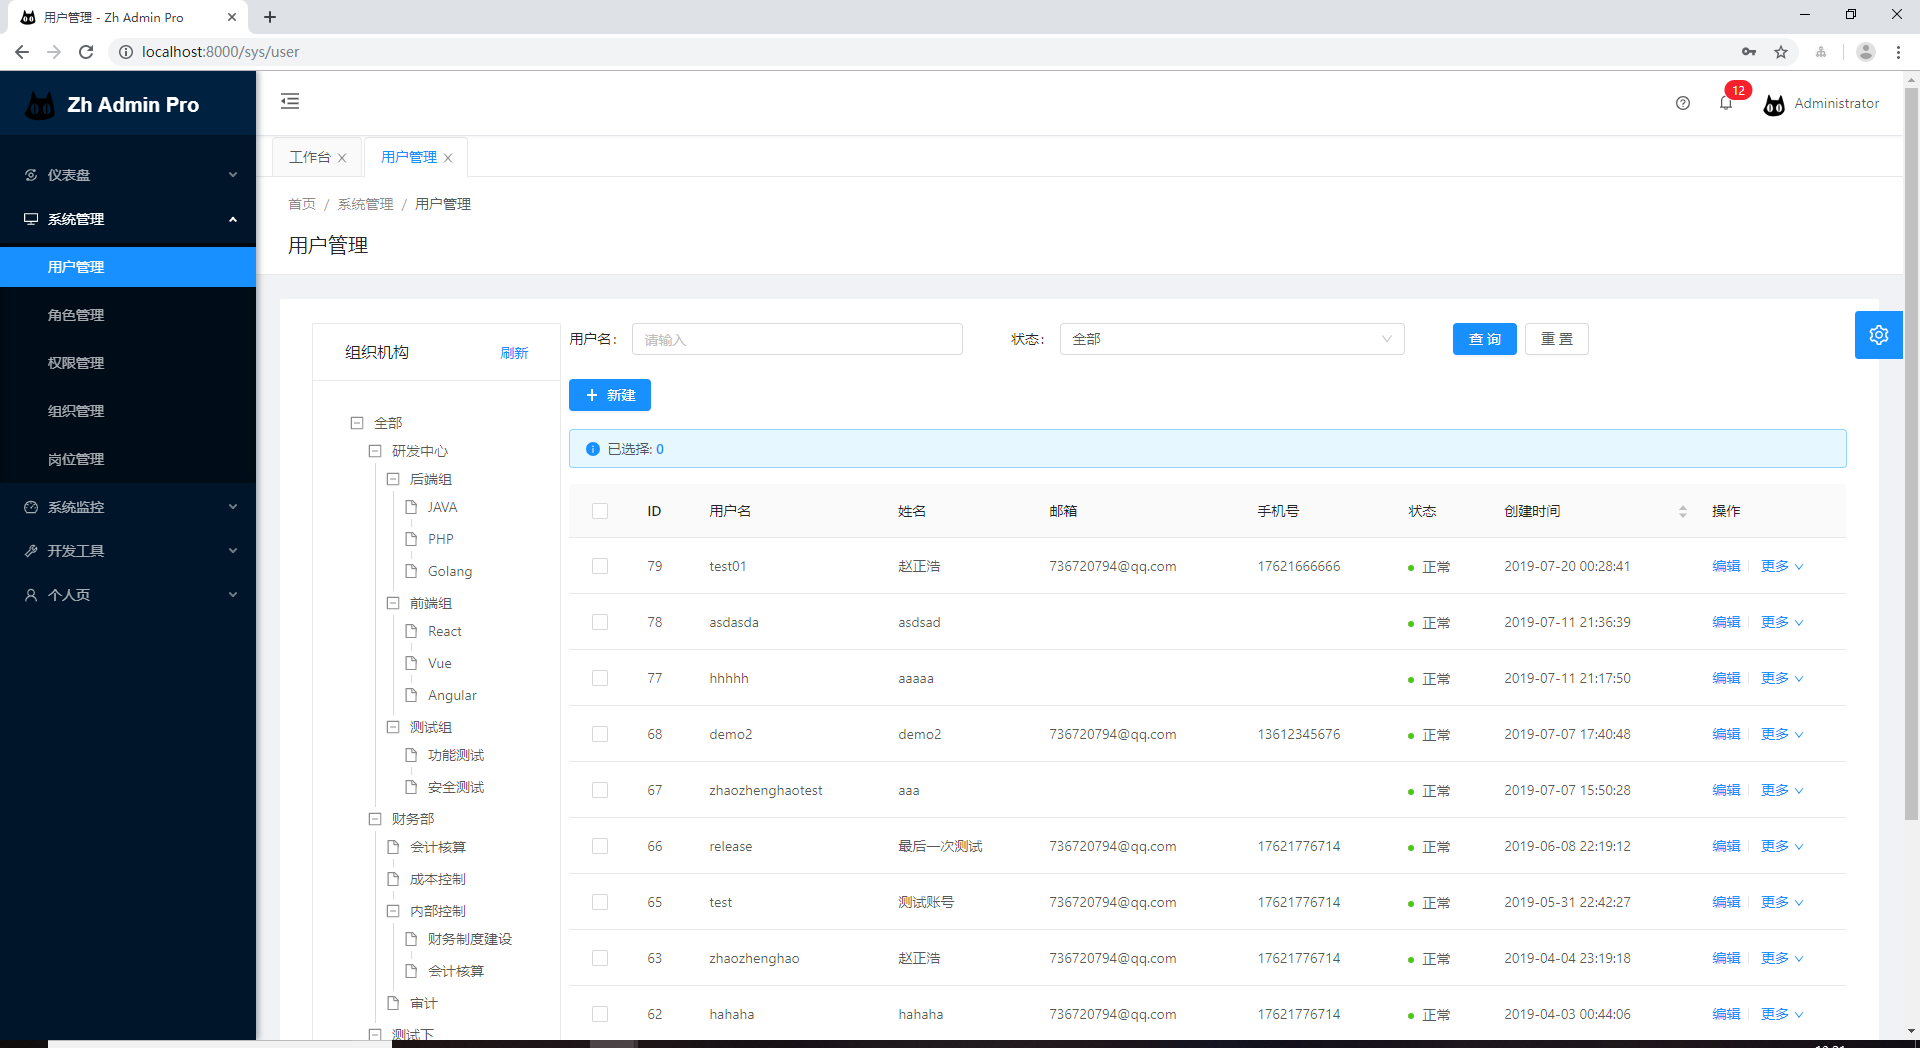 用户管理 - Zh Admin Pro
localhost:8000/sys/user
Zh Admin Pro
12
Administrator
仪表盘
系统管理
用户管理
角色管理
权限管理
组织管理
岗位管理
系统监控
开发工具
个人页
工作台 用户管理
首页 / 系统管理 / 用户管理
用户管理
组织机构 刷新
全部
研发中心
后端组
JAVA
PHP
Golang
前端组
React
Vue
Angular
测试组
功能测试
安全测试
财务部
会计核算
成本控制
内部控制
财务制度建设
会计核算
审计
测试下
用户名: 请输入 状态: 全部 查 询 重 置
+ 新建
已选择: 0
ID 用户名 姓名 邮箱 手机号 状态 创建时间 操作
79 test01 赵正浩 736720794@qq.com 17621666666 正常 2019-07-20 00:28:41 编辑 更多
78 asdasda asdsad 正常 2019-07-11 21:36:39 编辑 更多
77 hhhhh aaaaa 正常 2019-07-11 21:17:50 编辑 更多
68 demo2 demo2 736720794@qq.com 13612345676 正常 2019-07-07 17:40:48 编辑 更多
67 zhaozhenghaotest aaa 正常 2019-07-07 15:50:28 编辑 更多
66 release 最后一次测试 736720794@qq.com 17621776714 正常 2019-06-08 22:19:12 编辑 更多
65 test 测试账号 736720794@qq.com 17621776714 正常 2019-05-31 22:42:27 编辑 更多
63 zhaozhenghao 赵正浩 736720794@qq.com 17621776714 正常 2019-04-04 23:19:18 编辑 更多
62 hahaha hahaha 736720794@qq.com 17621776714 正常 2019-04-03 00:44:06 编辑 更多